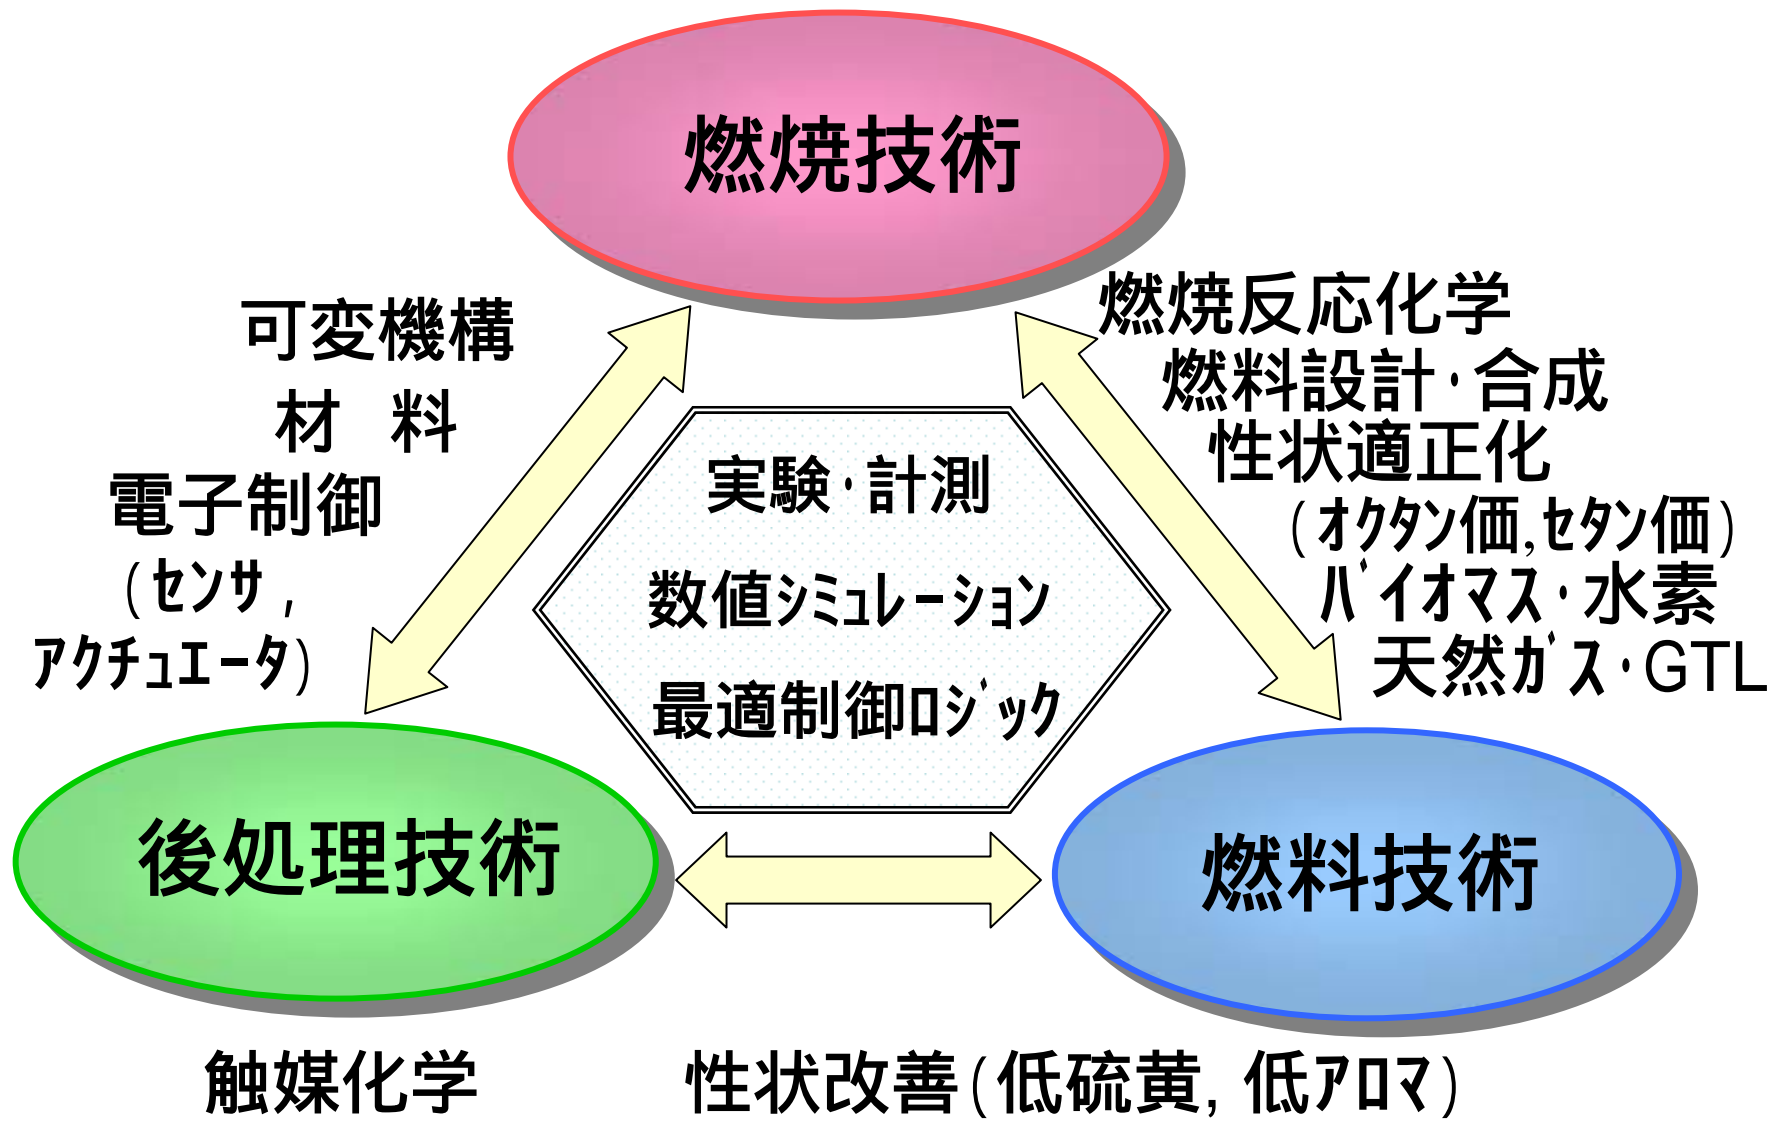 燃焼技術
可変機構
材　料
電子制御
(ｾﾝｻ,
ｱｸﾁｭｴｰﾀ)
燃焼反応化学
燃料設計･合成
性状適正化
(ｵｸﾀﾝ価,ｾﾀﾝ価)
ﾊﾞｲｵﾏｽ･水素
天然ｶﾞｽ･GTL
実験･計測
数値ｼﾐｭﾚｰｼｮﾝ
最適制御ﾛｼﾞｯｸ
後処理技術
燃料技術
触媒化学
性状改善(低硫黄,低ｱﾛﾏ)